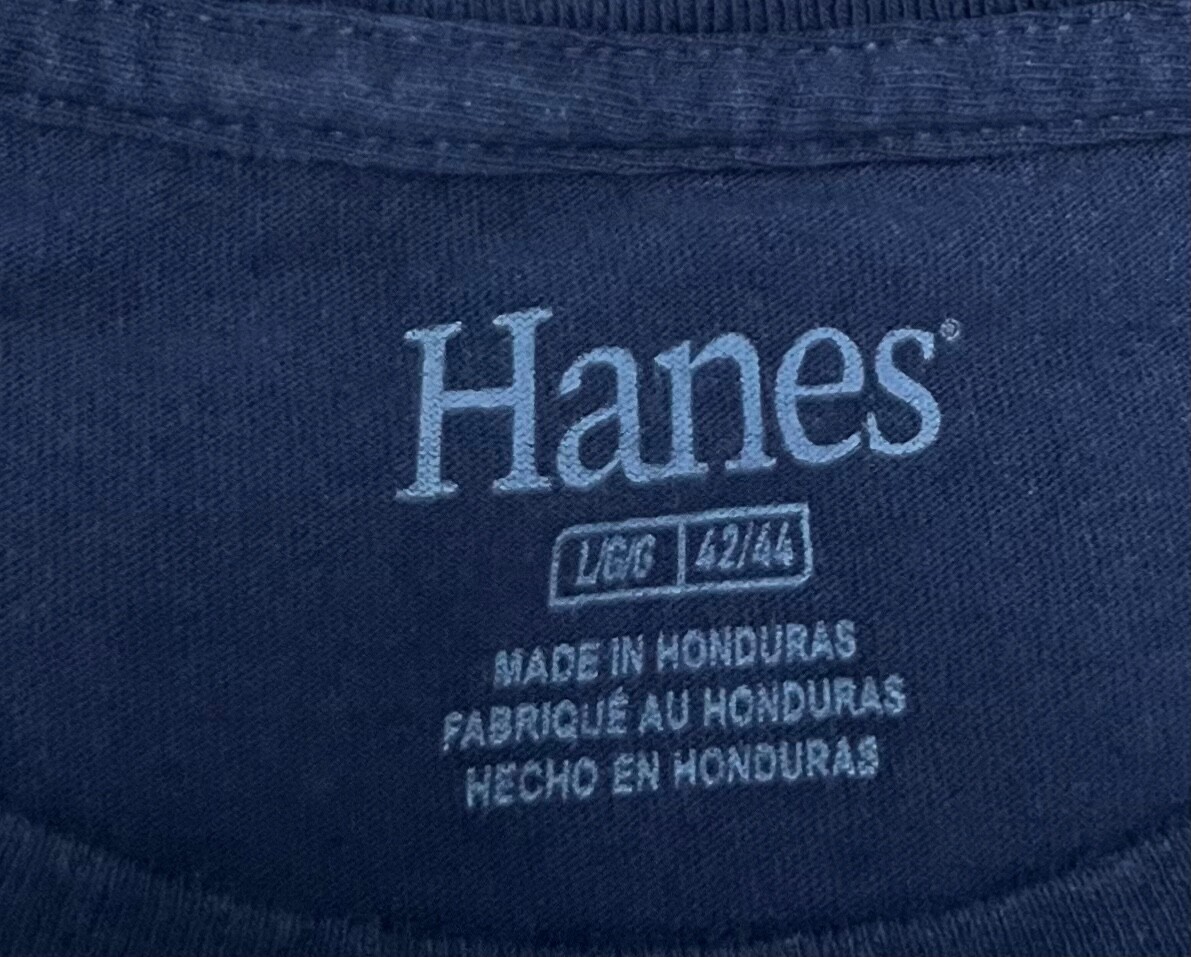 Hanes®
L/G/G 42/44
MADE IN HONDURAS
FABRIQUÉ AU HONDURAS
HECHO EN HONDURAS